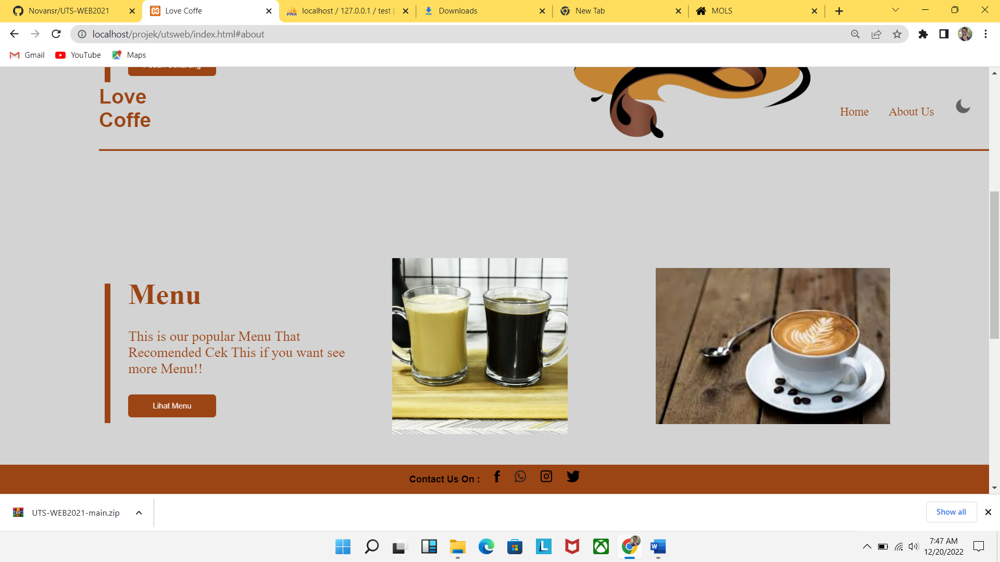 Novansr/UTS-WEB2021
Love Coffe
localhost / 127.0.0.1 / test |
Downloads
New Tab
MOLS
localhost/projek/utsweb/index.html#about
Gmail
YouTube
Maps
Love
Coffe
Home
About Us
Menu
This is our popular Menu That
Recomended Cek This if you want see
more Menu!!
Lihat Menu
Contact Us On :
UTS-WEB2021-main.zip
Show all
7:47 AM
12/20/2022